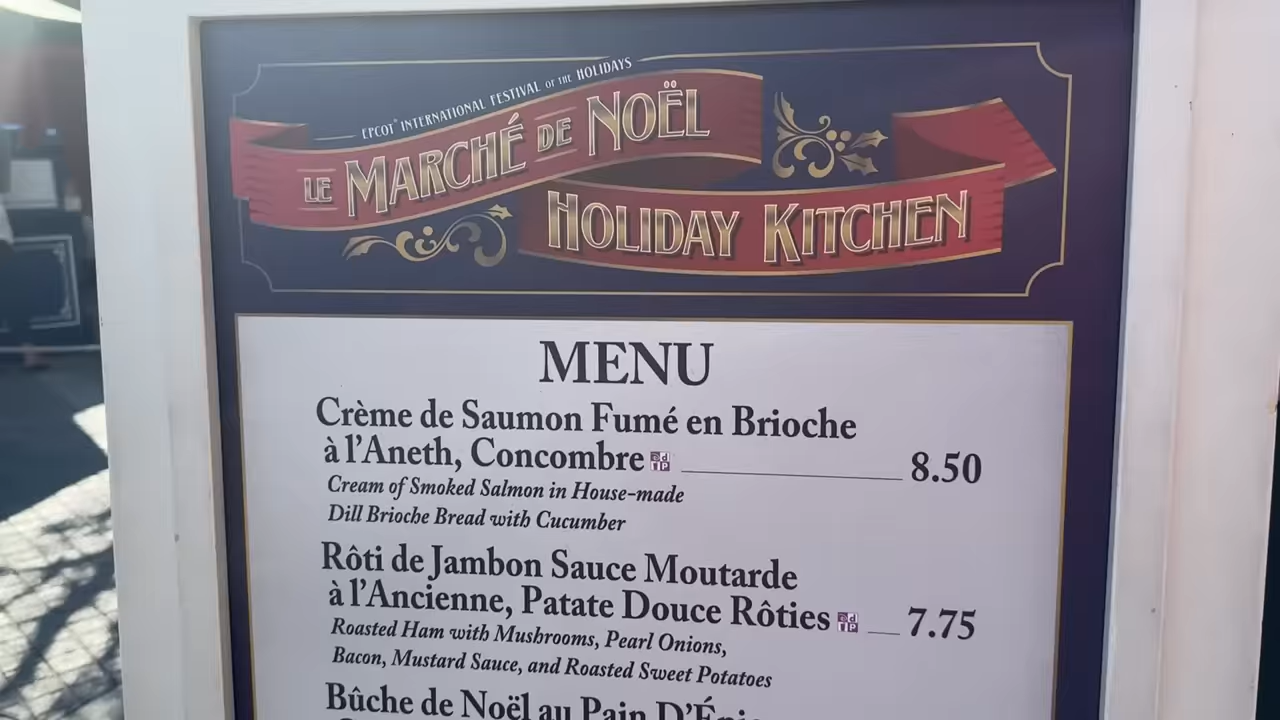 EPCOT® INTERNATIONAL FESTIVAL OF THE HOLIDAYS
LE MARCHÉ DE NOËL
HOLIDAY KITCHEN
MENU
Crème de Saumon Fumé en Brioche
à l'Aneth, Concombre 8.50
Cream of Smoked Salmon in House-made
Dill Brioche Bread with Cucumber
Rôti de Jambon Sauce Moutarde
à l'Ancienne, Patate Douce Rôties 7.75
Roasted Ham with Mushrooms, Pearl Onions,
Bacon, Mustard Sauce, and Roasted Sweet Potatoes
Bûche de Noël au Pain